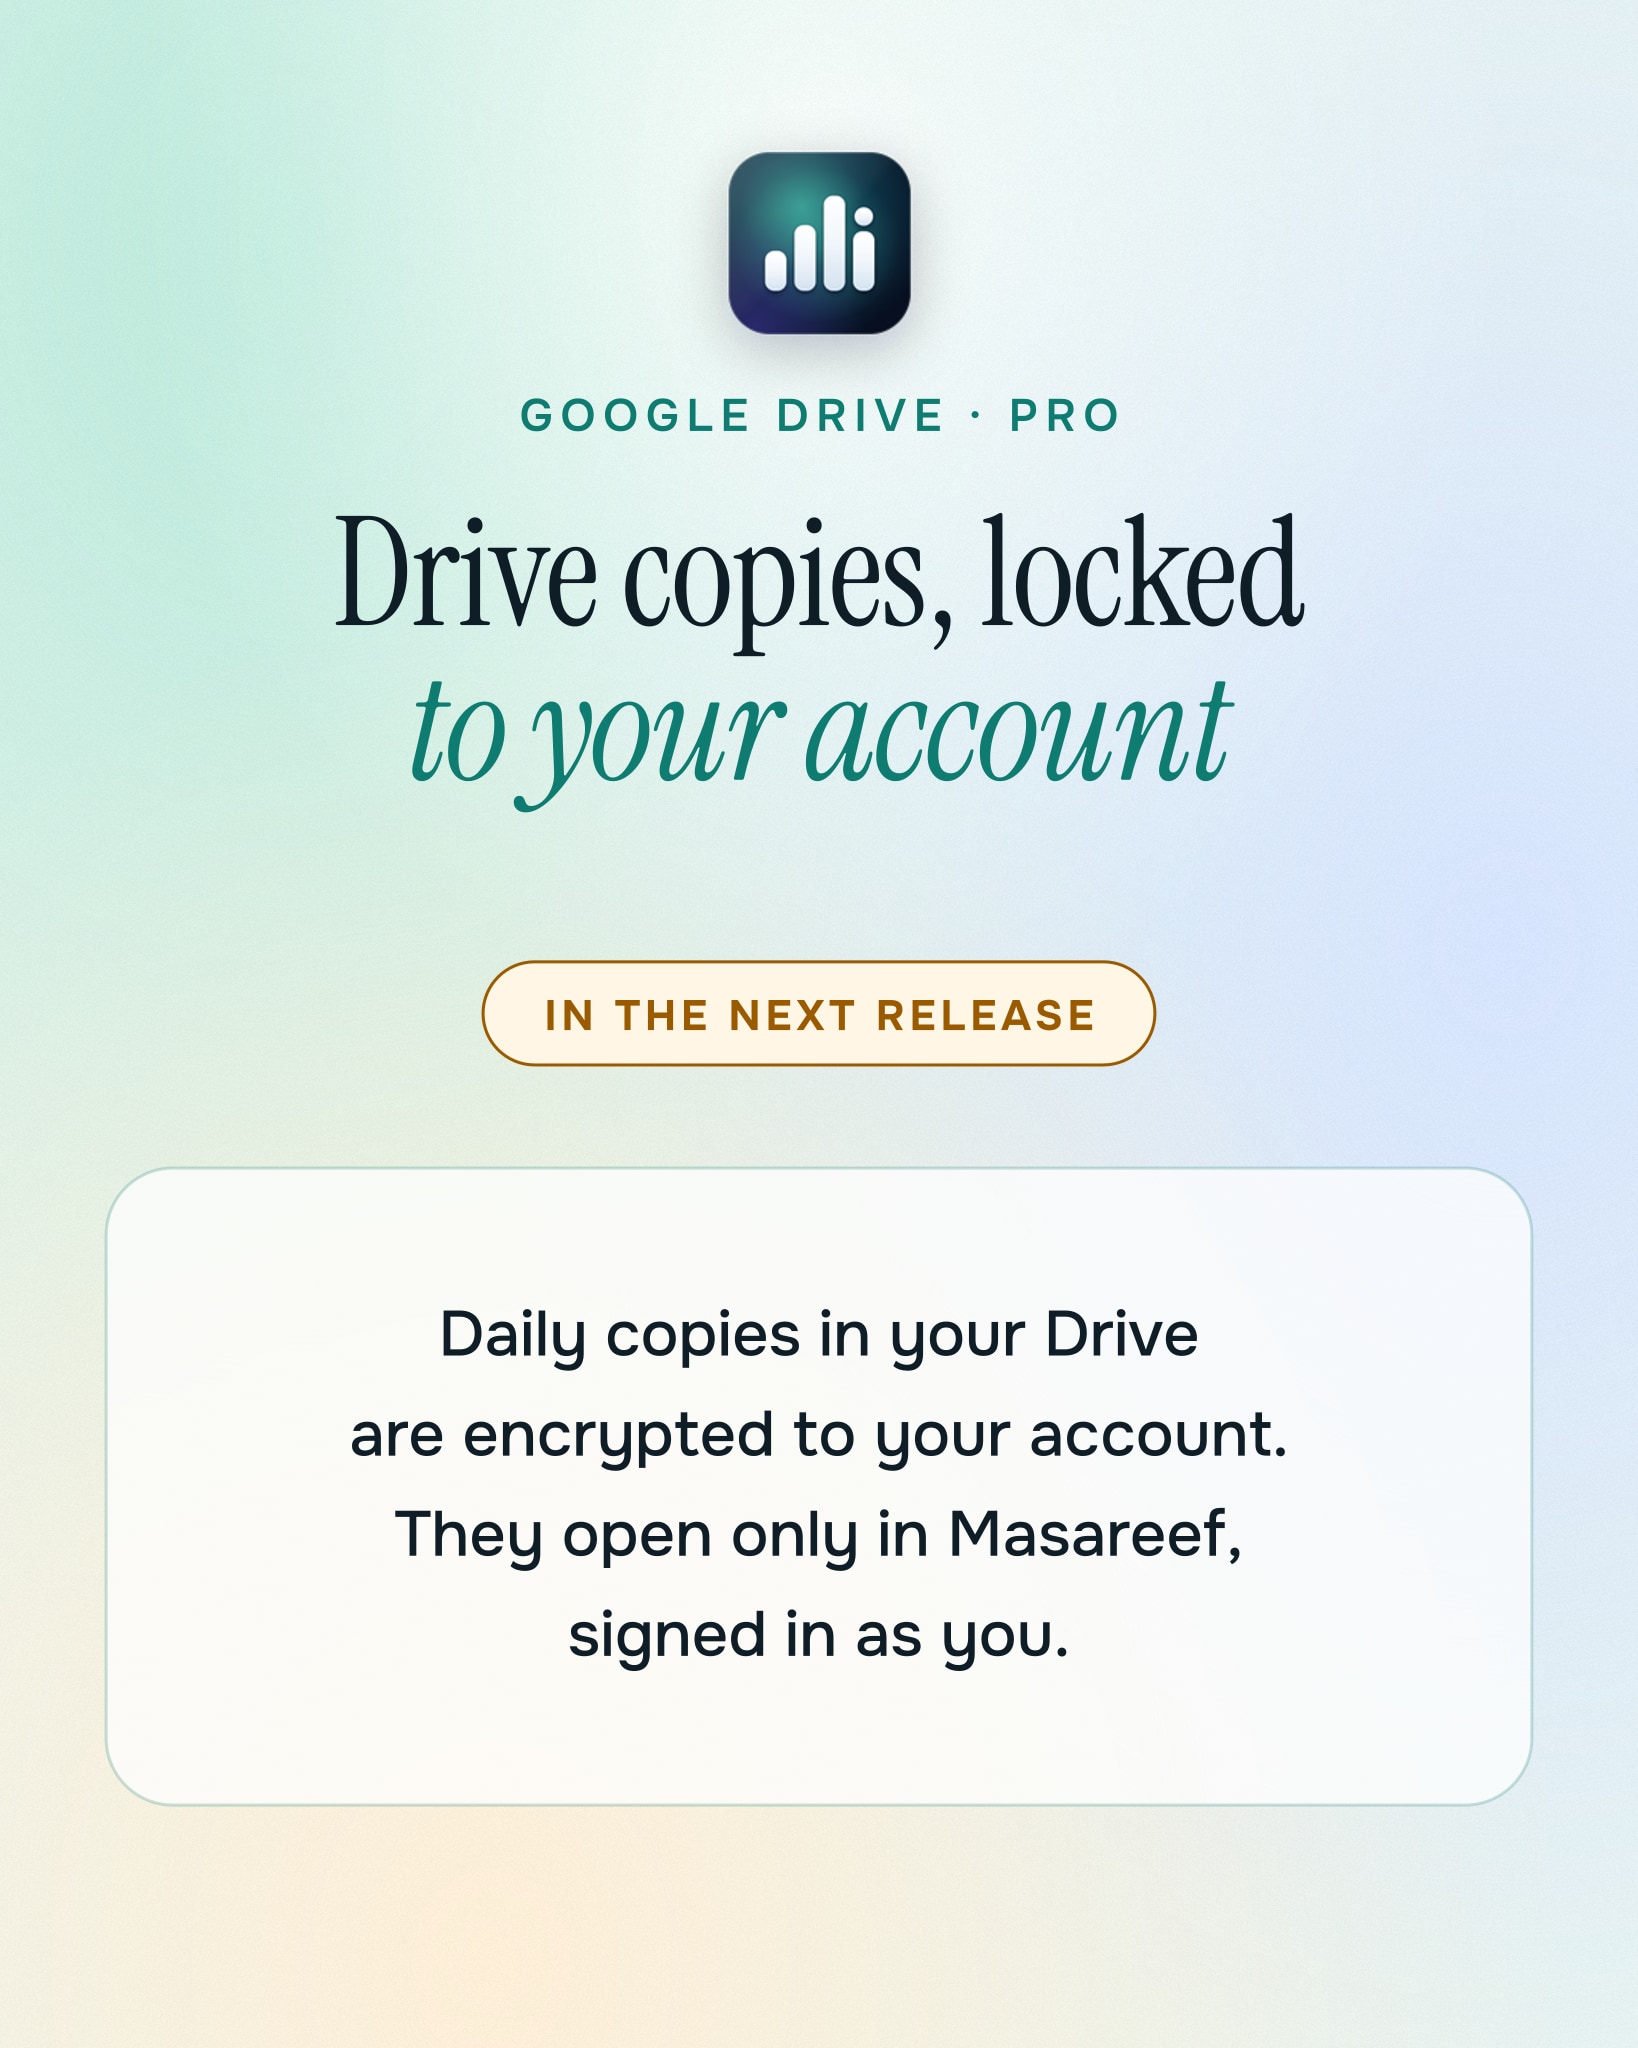 GOOGLE DRIVE · PRO
Drive copies, locked
to your account
IN THE NEXT RELEASE
Daily copies in your Drive
are encrypted to your account.
They open only in Masareef,
signed in as you.